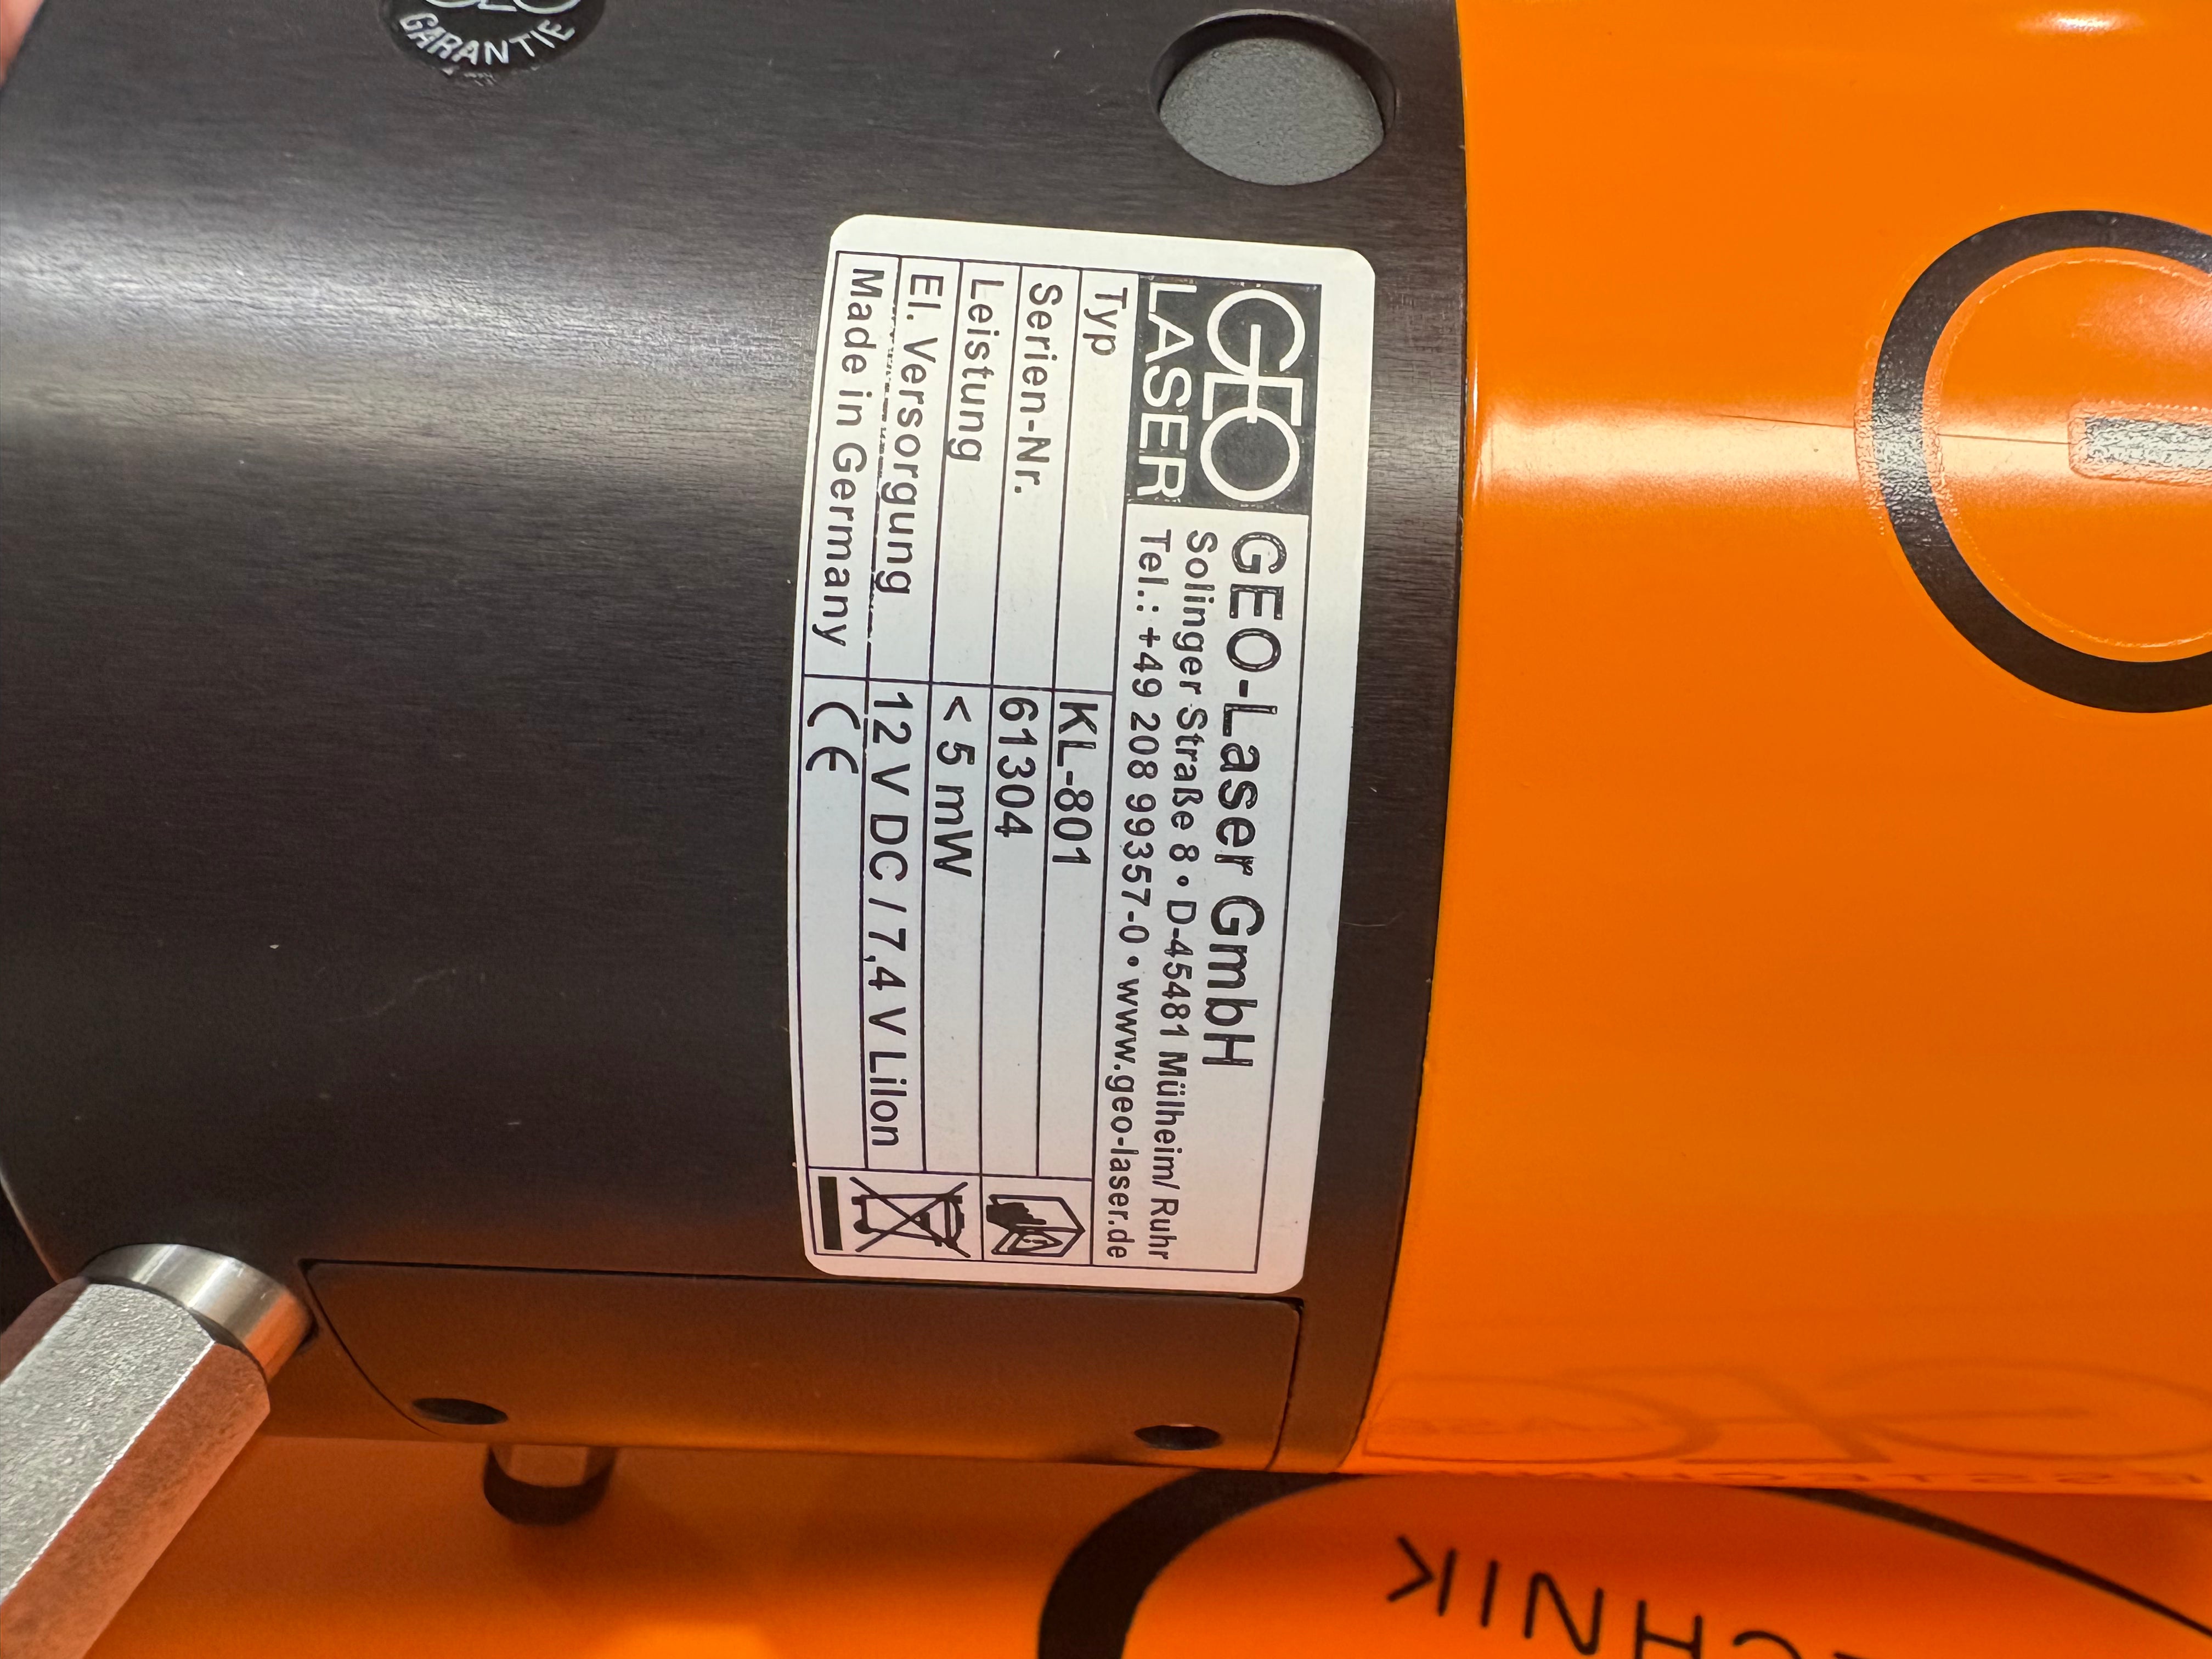 GARANTIE
GEO
LASER
GEO-Laser GmbH
Solinger Straße 8 • D-45481 Mülheim/ Ruhr
Tel.: +49 208 99357-0 • www.geo-laser.de
Typ KL-801
Serien-Nr. 61304
Leistung < 5 mW
El. Versorgung 12 V DC / 7,4 V LiIon
Made in Germany CE